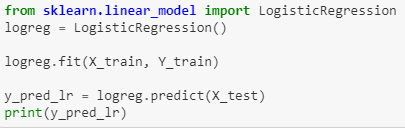 from sklearn.linear_model import LogisticRegression
logreg = LogisticRegression()
logreg.fit(X_train, Y_train)
y_pred_lr = logreg.predict(X_test)
print(y_pred_lr)